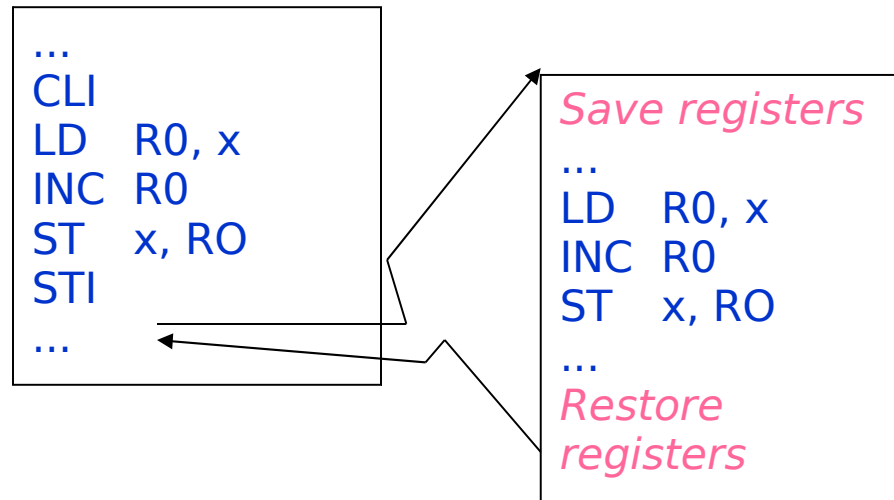 ...
CLI
LD R0, x
INC R0
ST x, RO
STI
...
Save registers
...
LD R0, x
INC R0
ST x, RO
...
Restore
registers